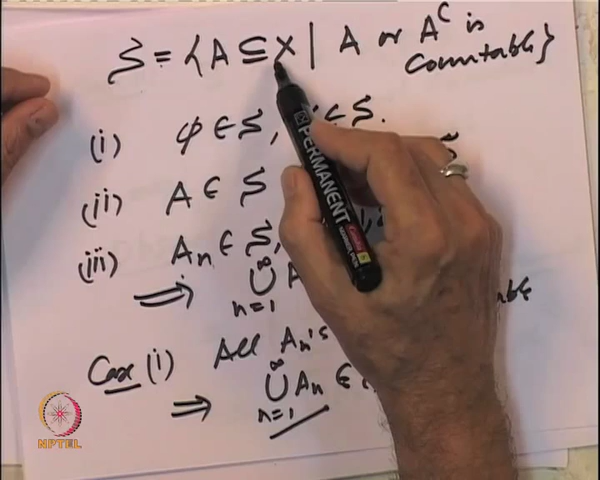 S = {A ⊆ X | A or A^c is
countable}
(i) φ ∈ S, ∈ S.
(ii) A ∈ S
(iii) A_n ∈ S,
⟹ ⋃_{n=1}^∞ A
Case (i) All A_n's
⟹ ⋃_{n=1}^∞ A_n ∈
PERMANENT
NPTEL